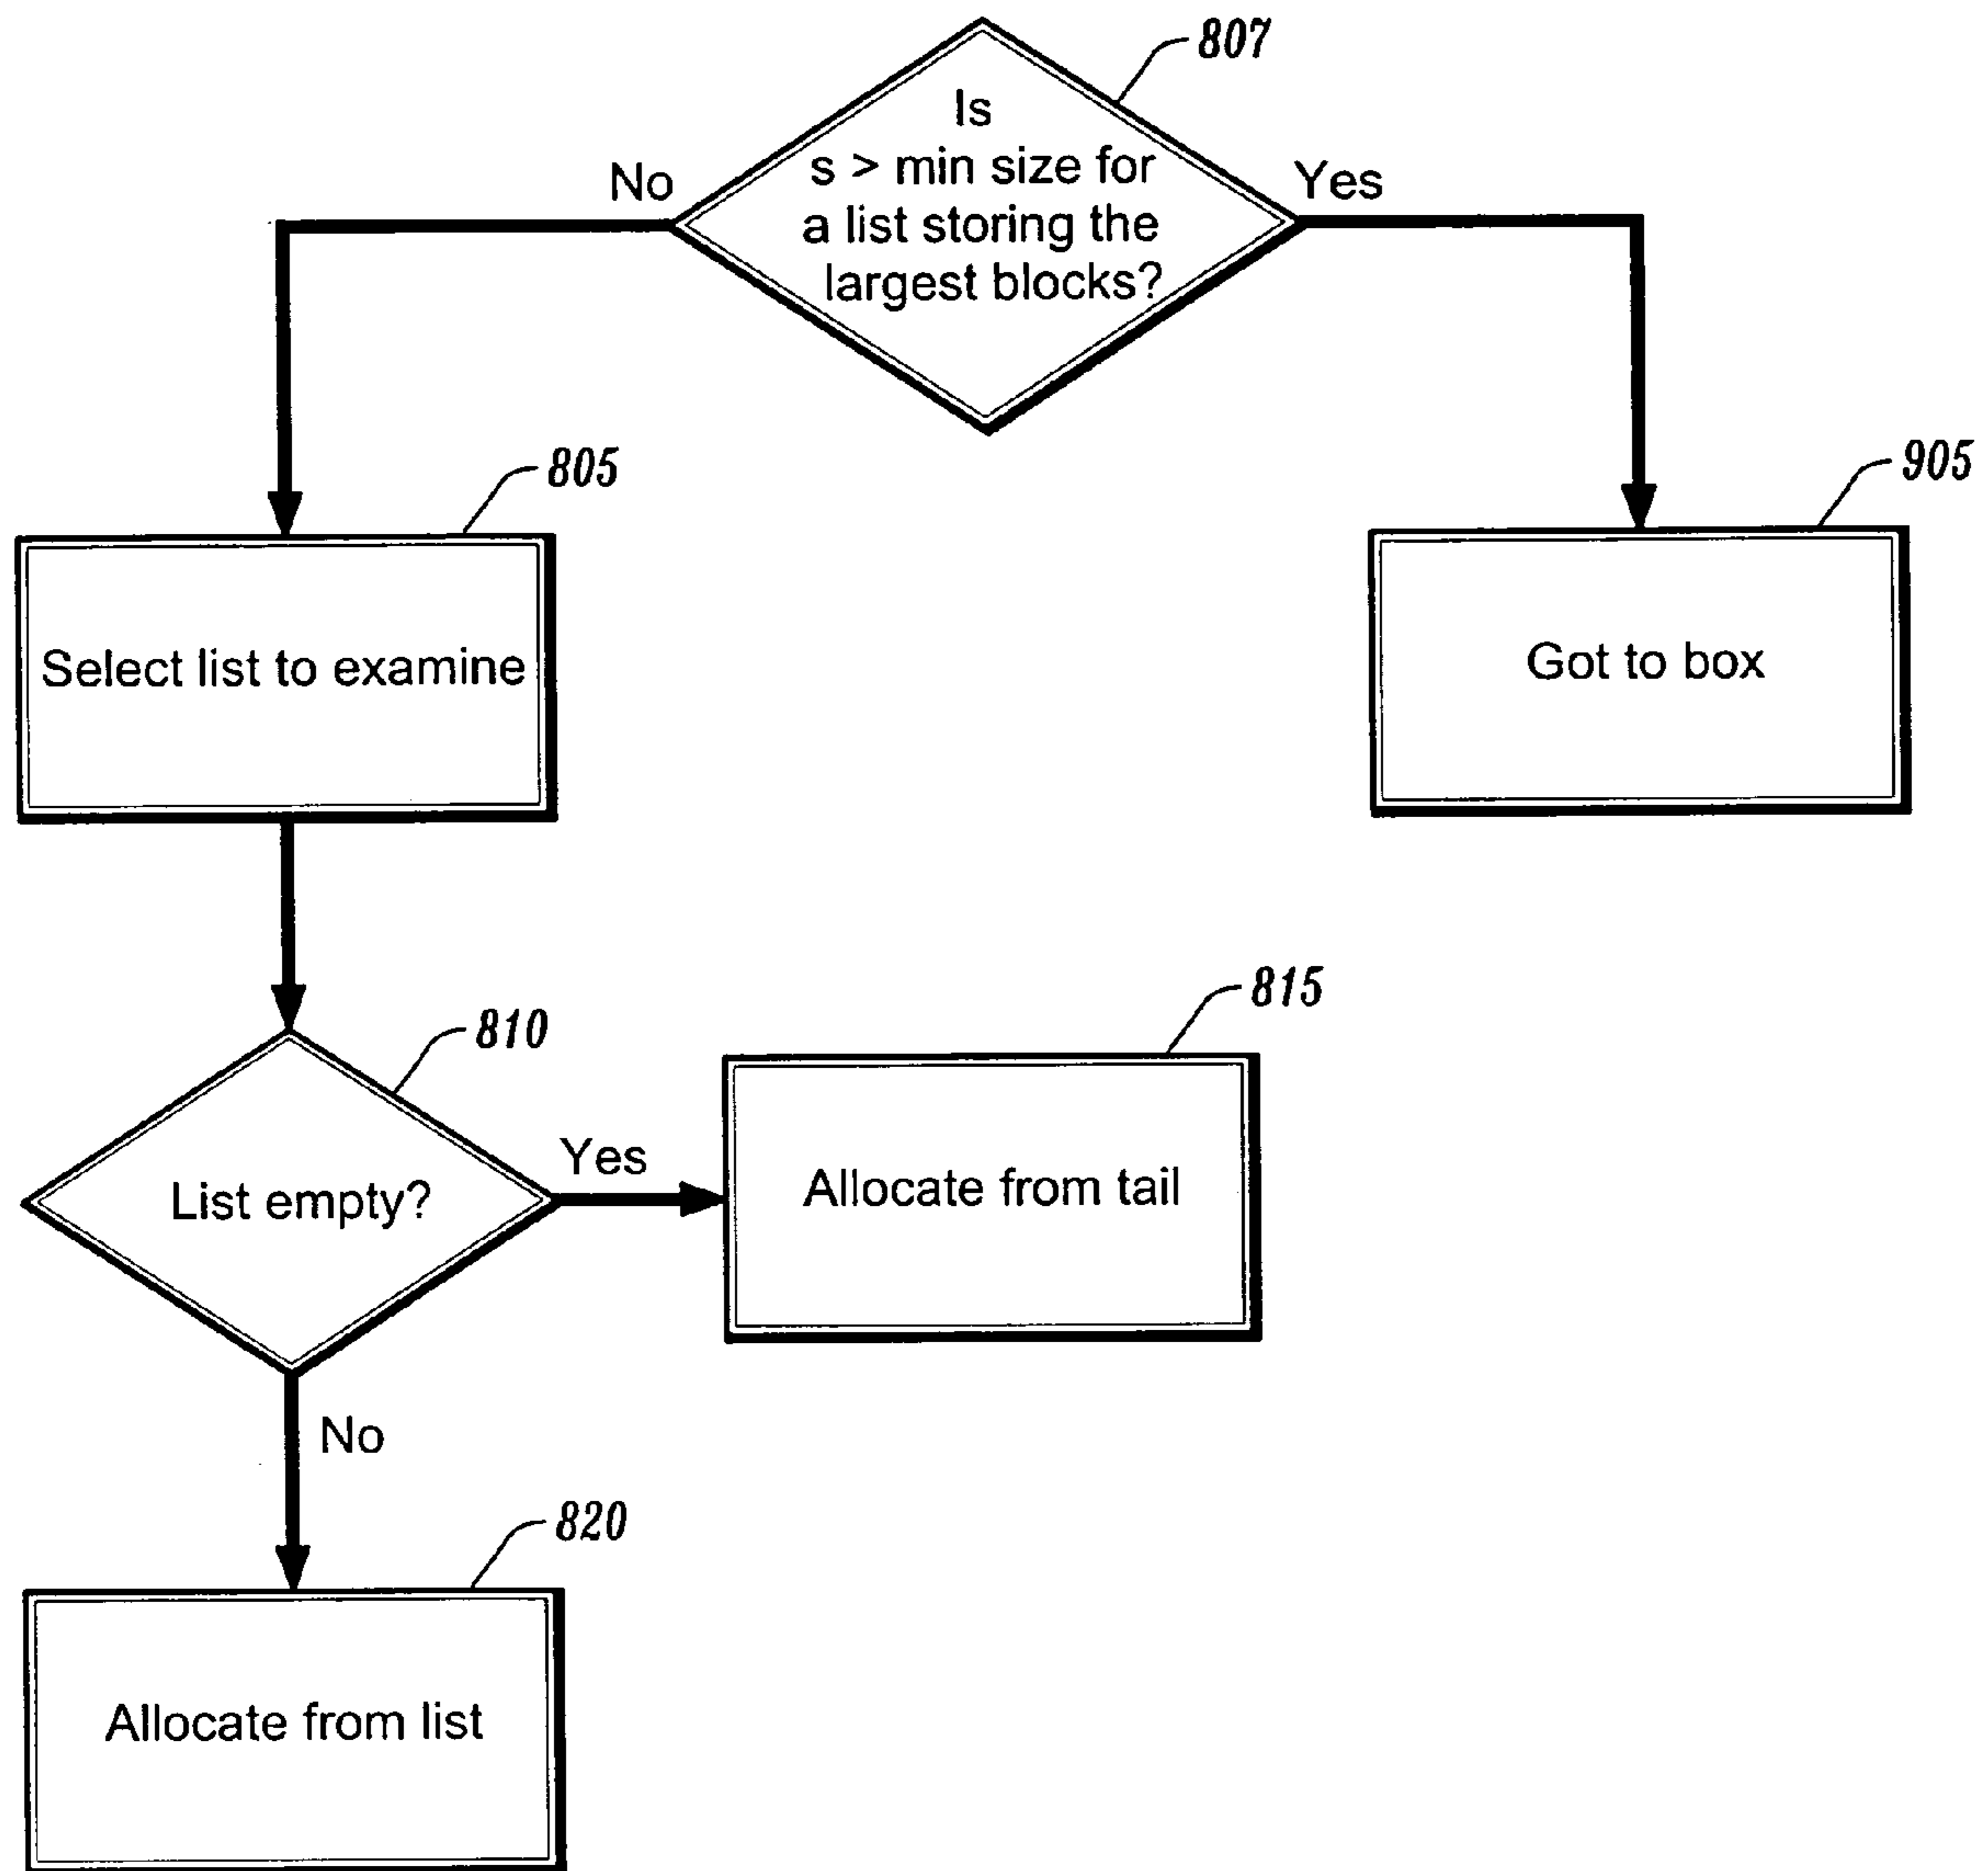 807
Is
s > min size for
a list storing the
largest blocks?
No
Yes
805
905
Select list to examine
Got to box
810
815
List empty?
Yes
Allocate from tail
No
820
Allocate from list